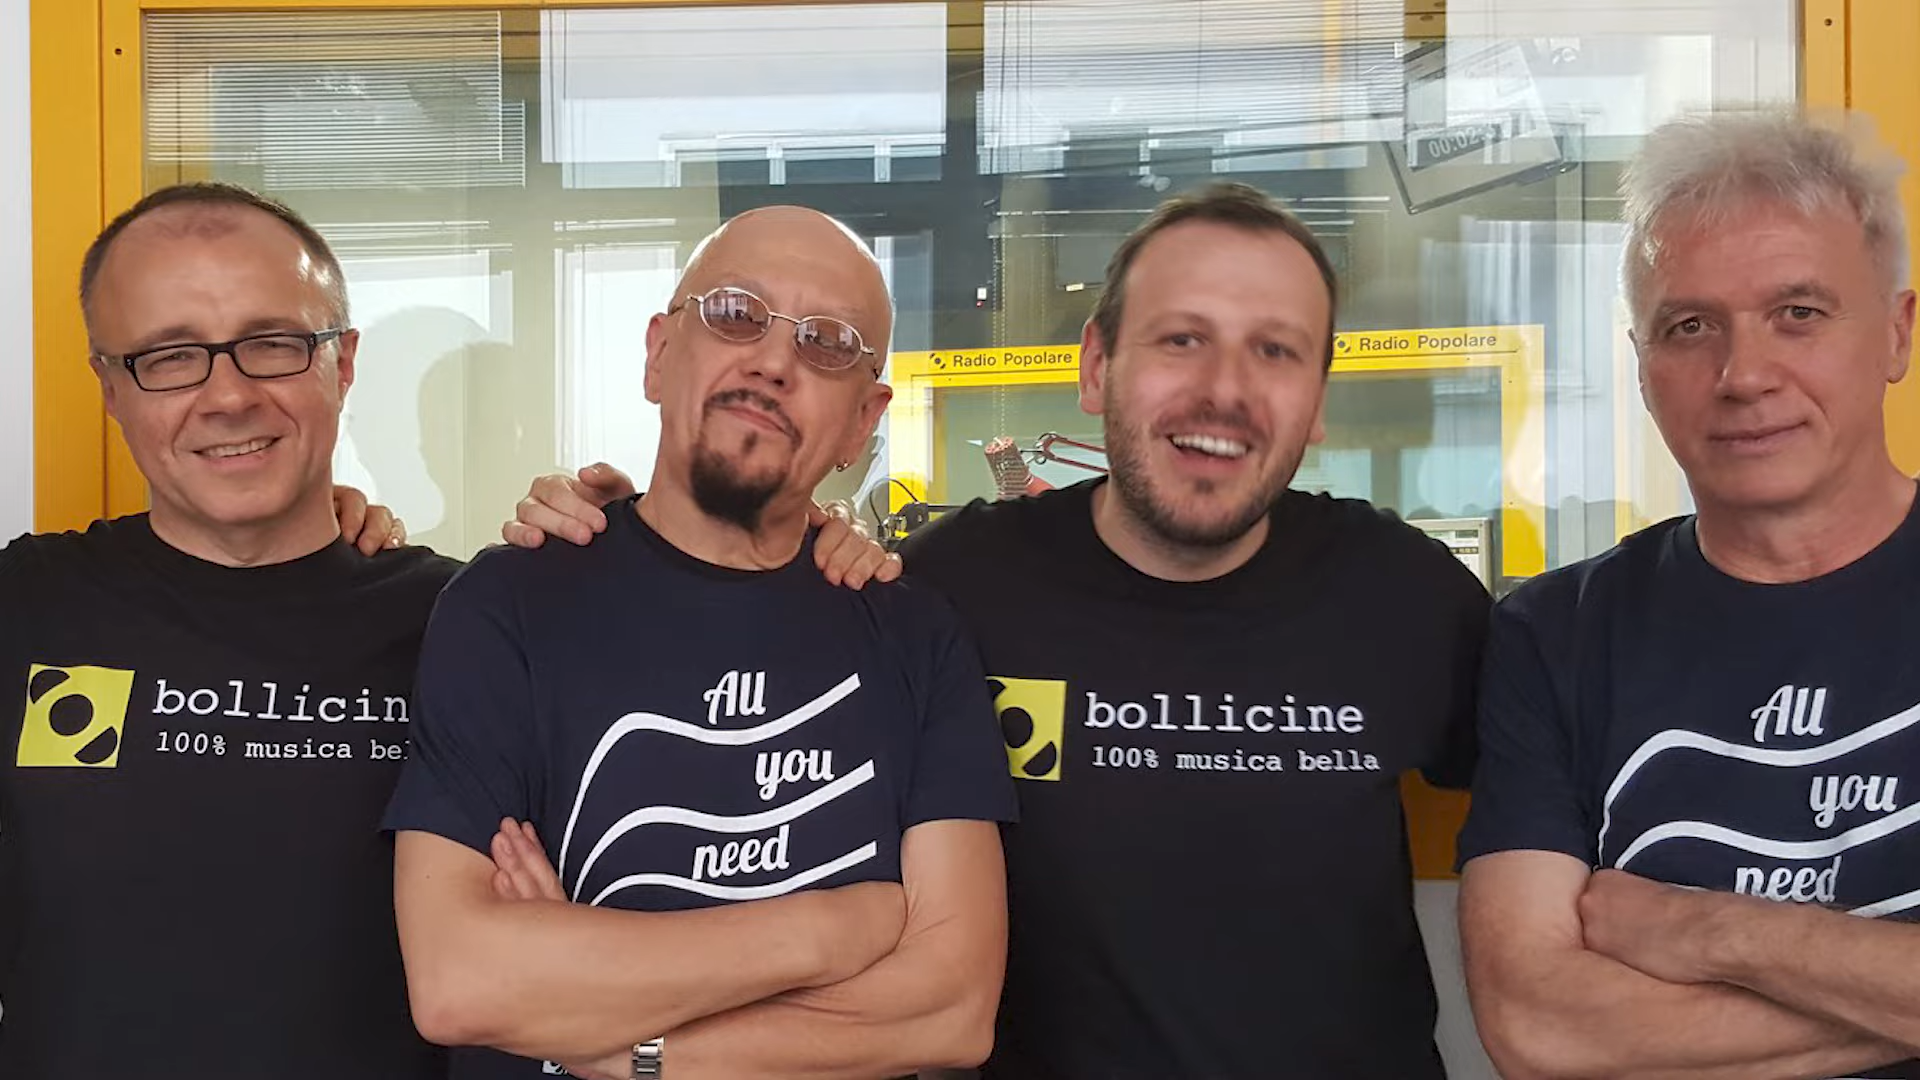 00:02
Radio Popolare
Radio Popolare
bollicin
100% musica be
All
you
need
bollicine
100% musica bella
All
you
need